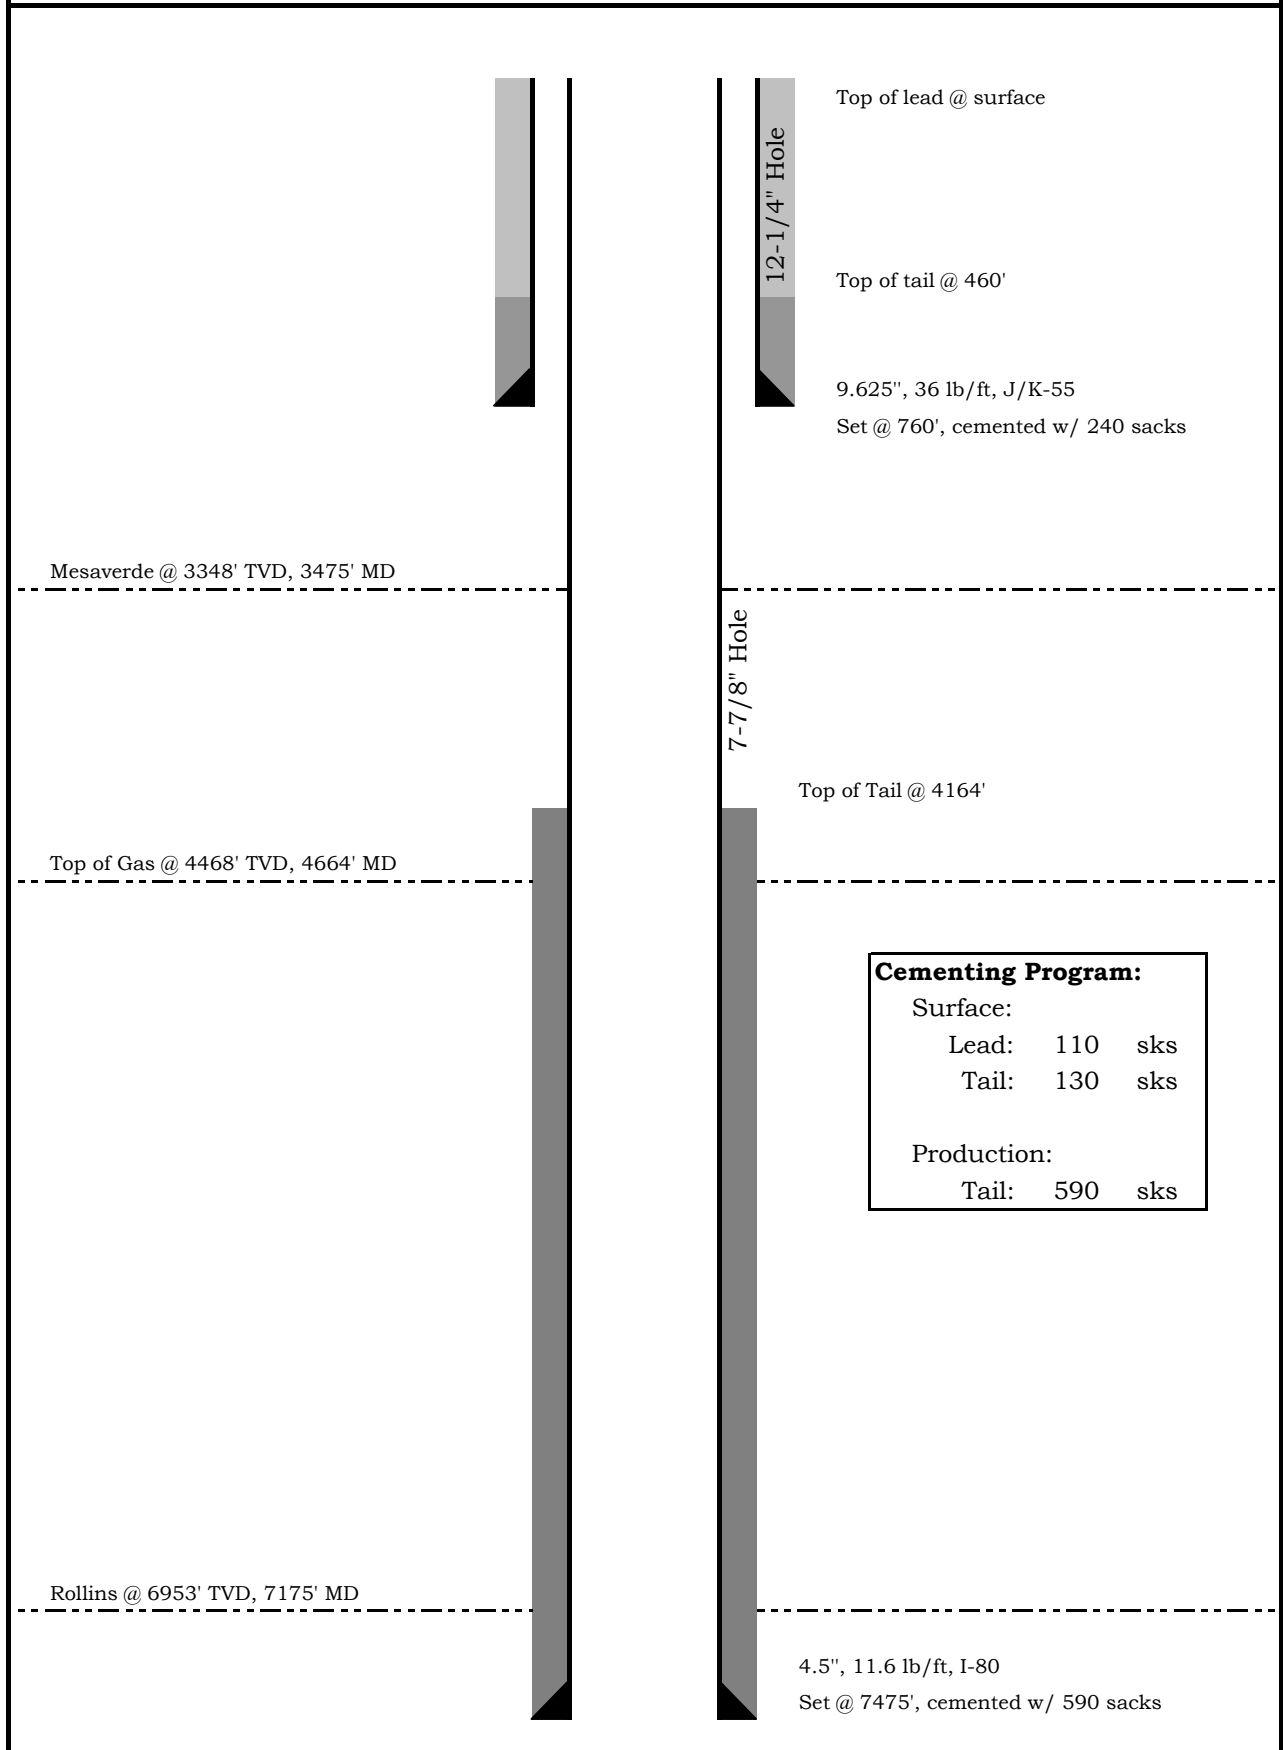 Top of lead @ surface
12-1/4" Hole
Top of tail @ 460'
9.625", 36 lb/ft, J/K-55
Set @ 760', cemented w/ 240 sacks
Mesaverde @ 3348' TVD, 3475' MD
7-7/8" Hole
Top of Tail @ 4164'
Top of Gas @ 4468' TVD, 4664' MD
Cementing Program:
Surface:
Lead: 110 sks
Tail: 130 sks
Production:
Tail: 590 sks
Rollins @ 6953' TVD, 7175' MD
4.5", 11.6 lb/ft, I-80
Set @ 7475', cemented w/ 590 sacks